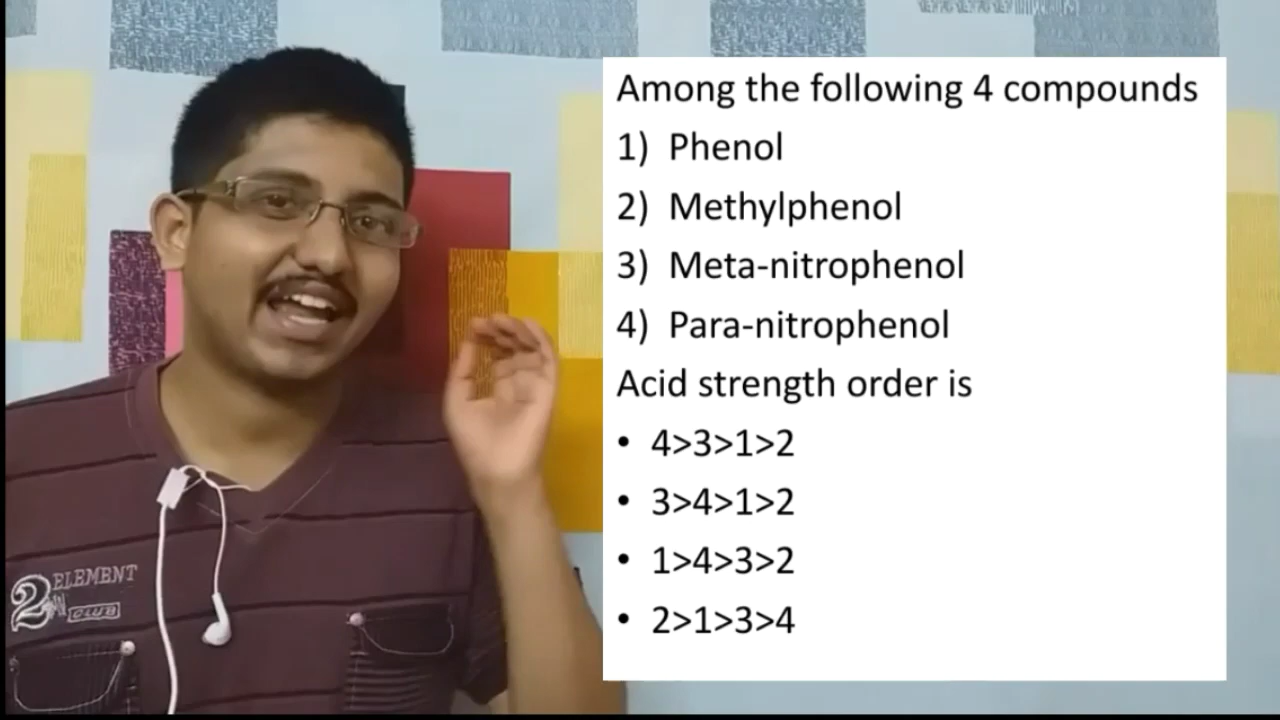 Among the following 4 compounds
1) Phenol
2) Methylphenol
3) Meta-nitrophenol
4) Para-nitrophenol
Acid strength order is
• 4>3>1>2
• 3>4>1>2
• 1>4>3>2
• 2>1>3>4
2 ELEMENT
CLUB